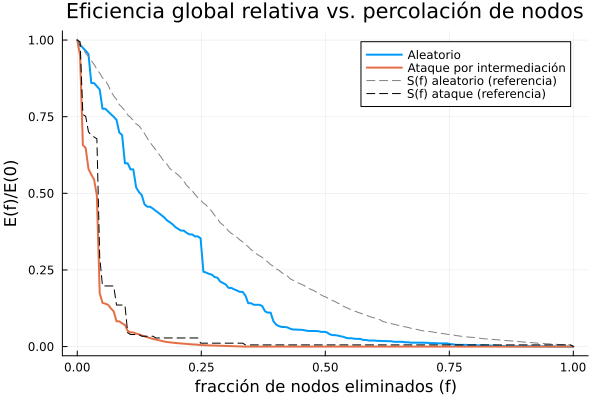 Eficiencia global relativa vs. percolación de nodos
Aleatorio
Ataque por intermediación
S(f) aleatorio (referencia)
S(f) ataque (referencia)
E(f)/E(0)
1.00
0.75
0.50
0.25
0.00
0.00 0.25 0.50 0.75 1.00
fracción de nodos eliminados (f)